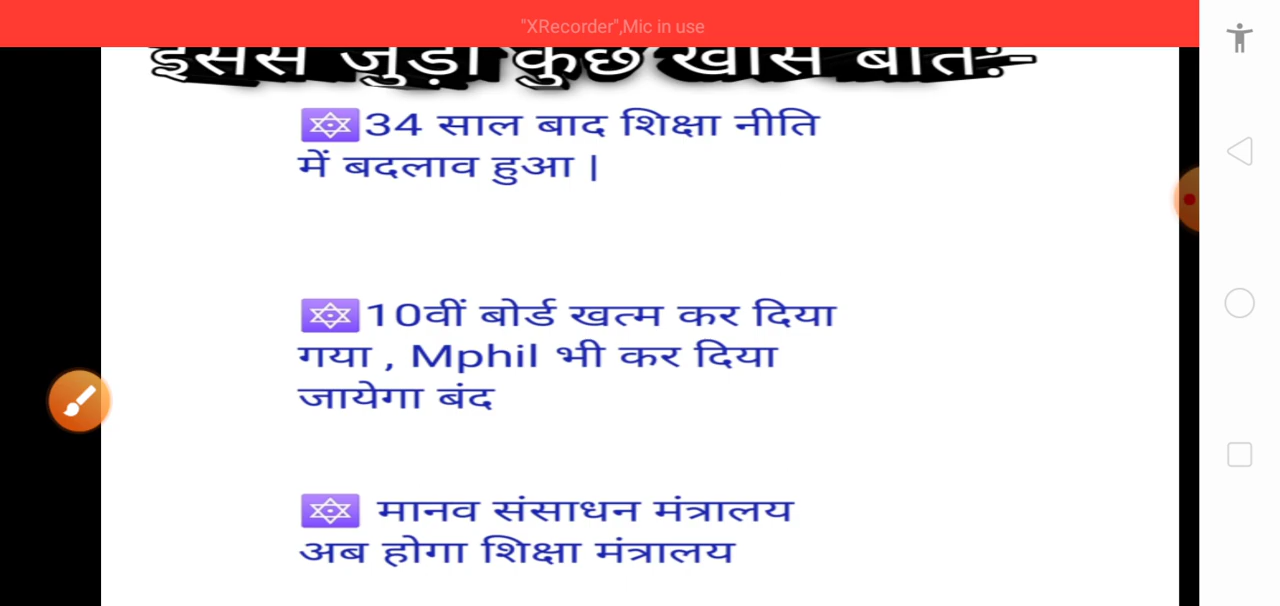 "XRecorder",Mic in use
इससे जुड़ी कुछ खास बातें:-
34 साल बाद शिक्षा नीति
में बदलाव हुआ |
10वीं बोर्ड खत्म कर दिया
गया , Mphil भी कर दिया
जायेगा बंद
मानव संसाधन मंत्रालय
अब होगा शिक्षा मंत्रालय